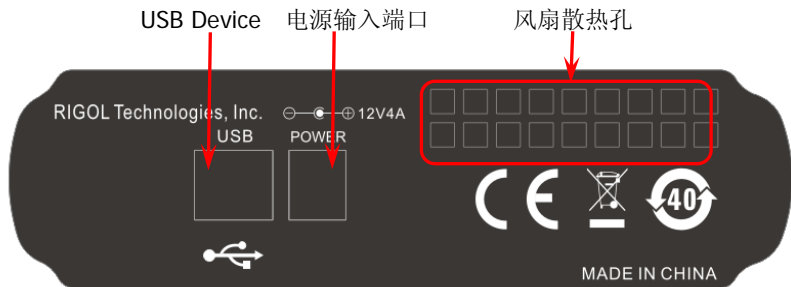 USB Device
电源输入端口
风扇散热孔
RIGOL Technologies, Inc.
12V4A
USB
POWER
CE
40
MADE IN CHINA